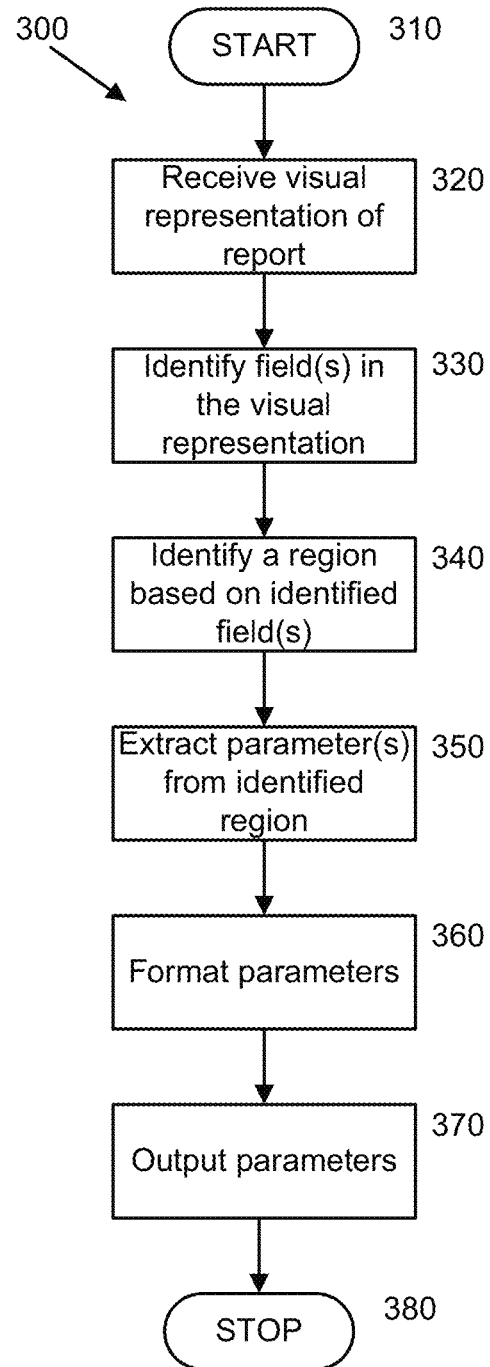 300
START
310
Receive visual
representation of
report
320
Identify field(s) in
the visual
representation
330
Identify a region
based on identified
field(s)
340
Extract parameter(s)
from identified
region
350
Format parameters
360
Output parameters
370
STOP
380